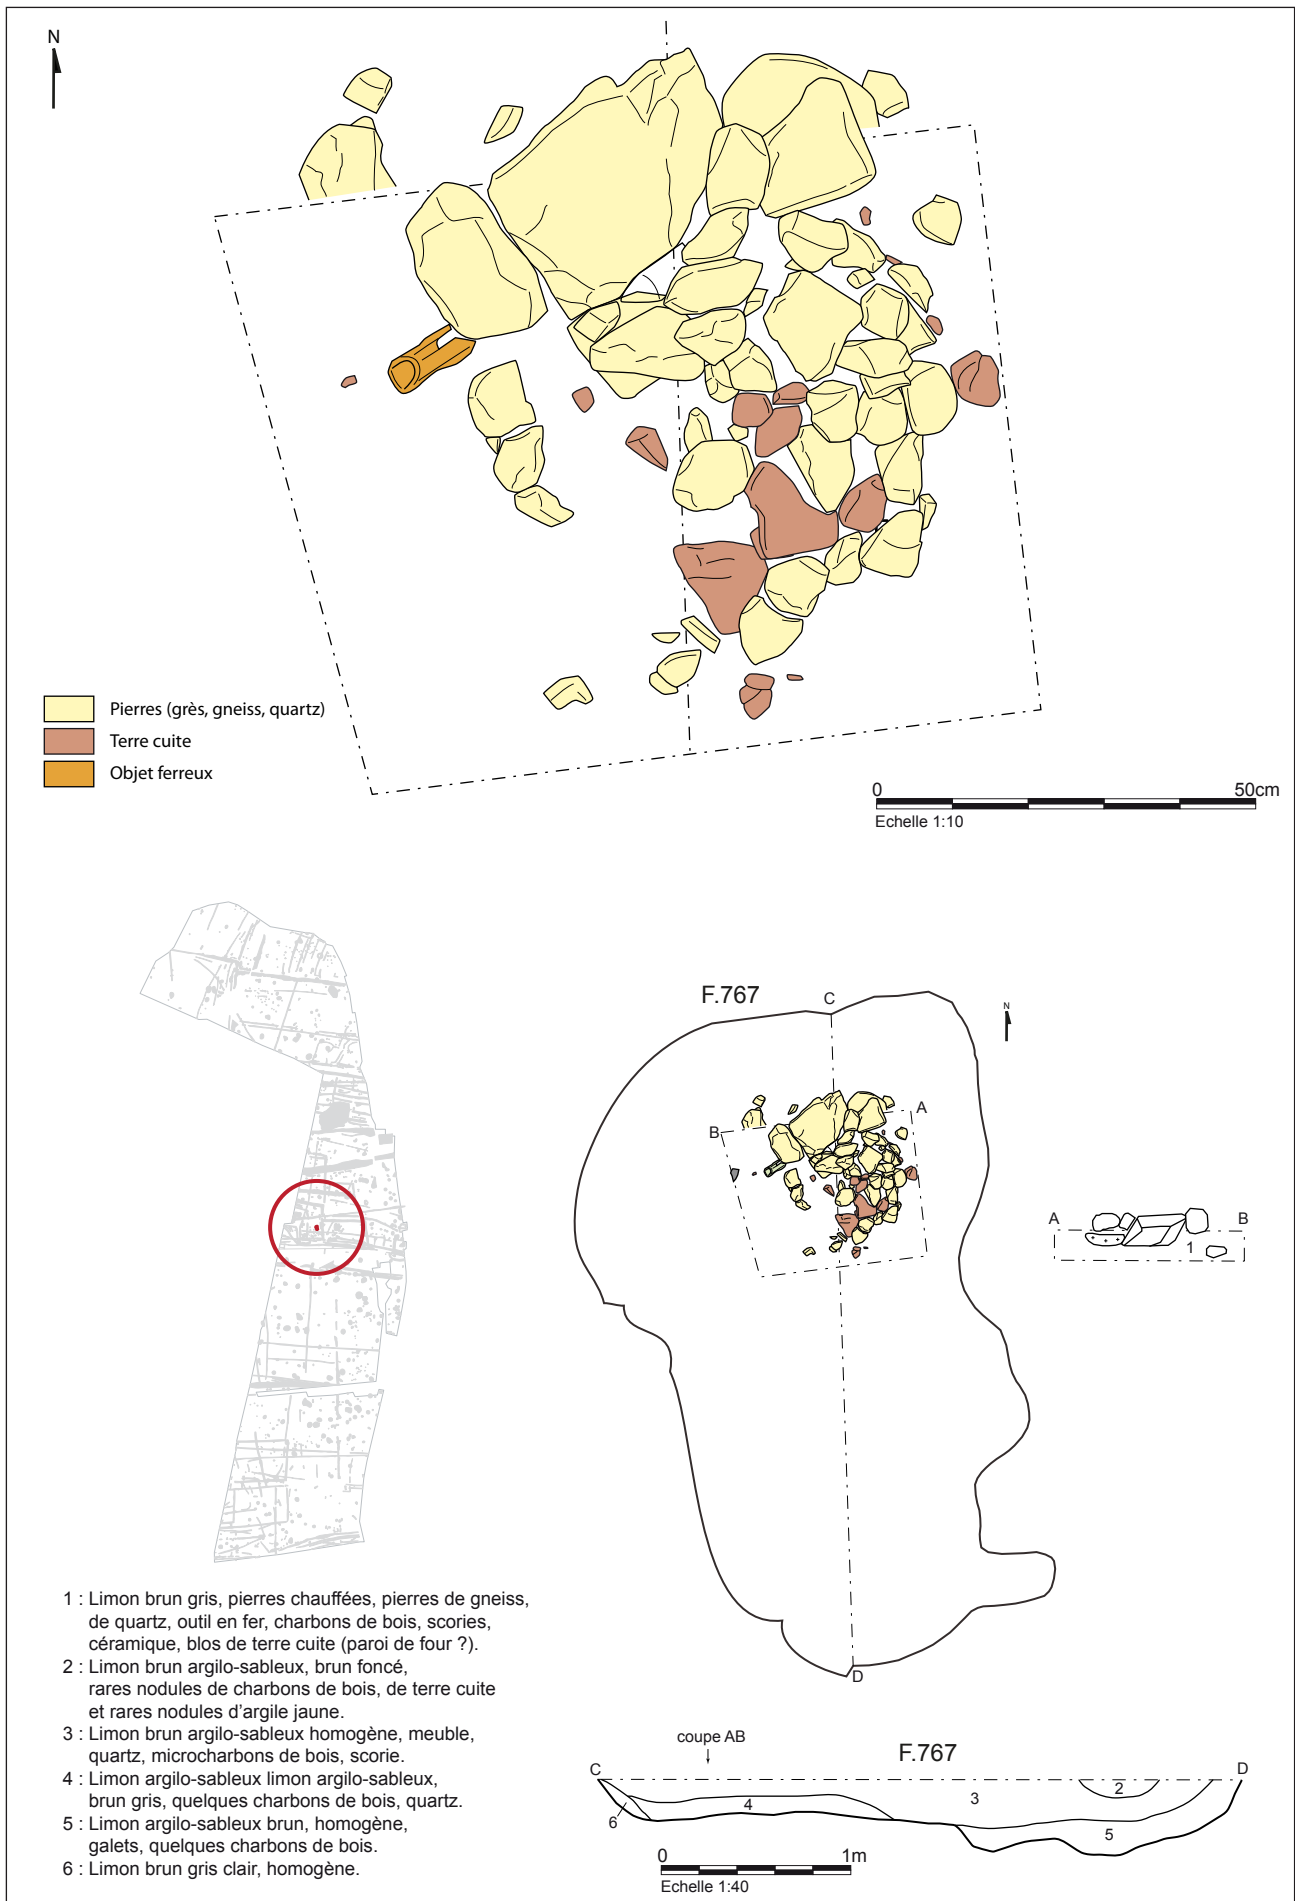 N
Pierres (grès, gneiss, quartz)
Terre cuite
Objet ferreux
0 50cm
Echelle 1:10
F.767
C
N
A
B
D
A B
1
1 : Limon brun gris, pierres chauffées, pierres de gneiss,
de quartz, outil en fer, charbons de bois, scories,
céramique, blos de terre cuite (paroi de four ?).
2 : Limon brun argilo-sableux, brun foncé,
rares nodules de charbons de bois, de terre cuite
et rares nodules d'argile jaune.
3 : Limon brun argilo-sableux homogène, meuble,
quartz, microcharbons de bois, scorie.
4 : Limon argilo-sableux limon argilo-sableux,
brun gris, quelques charbons de bois, quartz.
5 : Limon argilo-sableux brun, homogène,
galets, quelques charbons de bois.
6 : Limon brun gris clair, homogène.
coupe AB
F.767
C D
2
3
4
6
5
0 1m
Echelle 1:40